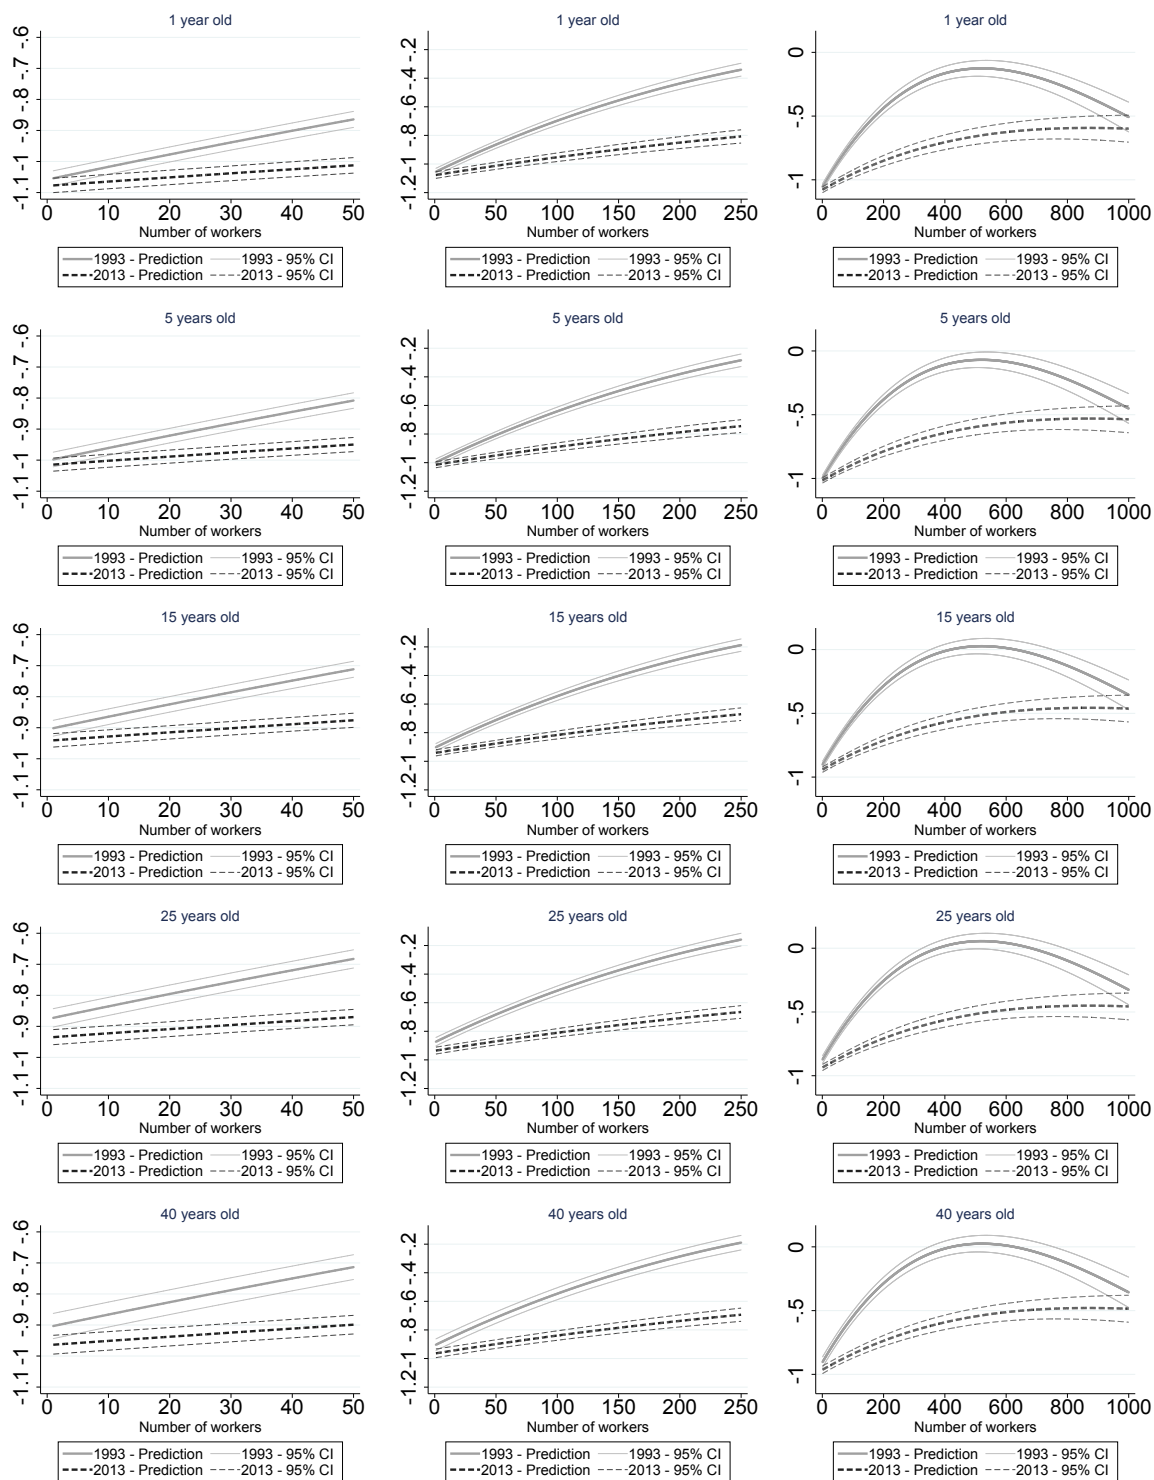 1 year old 1 year old 1 year old
-1.1 -1 -.9 -.8 -.7 -.6 -1.2 -1 -.8 -.6 -.4 -.2 -1 -.5 0
0 10 20 30 40 50 0 50 100 150 200 250 0 200 400 600 800 1000
Number of workers Number of workers Number of workers
1993 - Prediction 1993 - 95% CI 1993 - Prediction 1993 - 95% CI 1993 - Prediction 1993 - 95% CI
2013 - Prediction 2013 - 95% CI 2013 - Prediction 2013 - 95% CI 2013 - Prediction 2013 - 95% CI
5 years old 5 years old 5 years old
-1.1 -1 -.9 -.8 -.7 -.6 -1.2 -1 -.8 -.6 -.4 -.2 -1 -.5 0
0 10 20 30 40 50 0 50 100 150 200 250 0 200 400 600 800 1000
Number of workers Number of workers Number of workers
1993 - Prediction 1993 - 95% CI 1993 - Prediction 1993 - 95% CI 1993 - Prediction 1993 - 95% CI
2013 - Prediction 2013 - 95% CI 2013 - Prediction 2013 - 95% CI 2013 - Prediction 2013 - 95% CI
15 years old 15 years old 15 years old
-1.1 -1 -.9 -.8 -.7 -.6 -1.2 -1 -.8 -.6 -.4 -.2 -1 -.5 0
0 10 20 30 40 50 0 50 100 150 200 250 0 200 400 600 800 1000
Number of workers Number of workers Number of workers
1993 - Prediction 1993 - 95% CI 1993 - Prediction 1993 - 95% CI 1993 - Prediction 1993 - 95% CI
2013 - Prediction 2013 - 95% CI 2013 - Prediction 2013 - 95% CI 2013 - Prediction 2013 - 95% CI
25 years old 25 years old 25 years old
-1.1 -1 -.9 -.8 -.7 -.6 -1.2 -1 -.8 -.6 -.4 -.2 -1 -.5 0
0 10 20 30 40 50 0 50 100 150 200 250 0 200 400 600 800 1000
Number of workers Number of workers Number of workers
1993 - Prediction 1993 - 95% CI 1993 - Prediction 1993 - 95% CI 1993 - Prediction 1993 - 95% CI
2013 - Prediction 2013 - 95% CI 2013 - Prediction 2013 - 95% CI 2013 - Prediction 2013 - 95% CI
40 years old 40 years old 40 years old
-1.1 -1 -.9 -.8 -.7 -.6 -1.2 -1 -.8 -.6 -.4 -.2 -1 -.5 0
0 10 20 30 40 50 0 50 100 150 200 250 0 200 400 600 800 1000
Number of workers Number of workers Number of workers
1993 - Prediction 1993 - 95% CI 1993 - Prediction 1993 - 95% CI 1993 - Prediction 1993 - 95% CI
2013 - Prediction 2013 - 95% CI 2013 - Prediction 2013 - 95% CI 2013 - Prediction 2013 - 95% CI